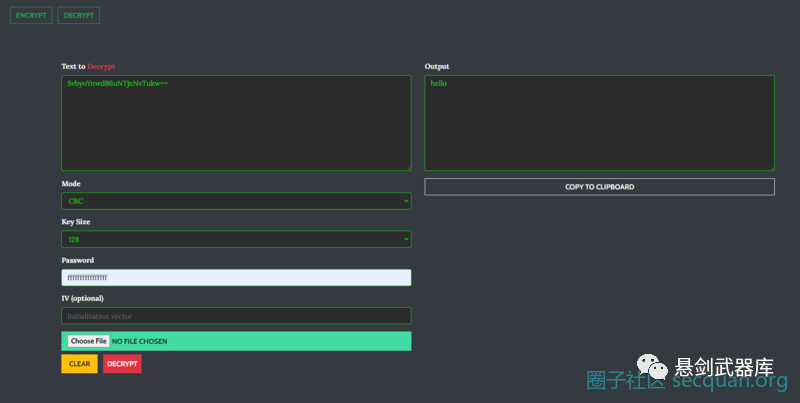 ENCRYPT
DECRYPT
Text to Decrypt
Output
hello
Mode
CBC
Key Size
128
COPY TO CLIPBOARD
Password
ffffffffffffffff
IV (optional)
Initialization vector
Choose File NO FILE CHOSEN
CLEAR
DECRYPT
悬剑武器库
圈子社区 secquan.org